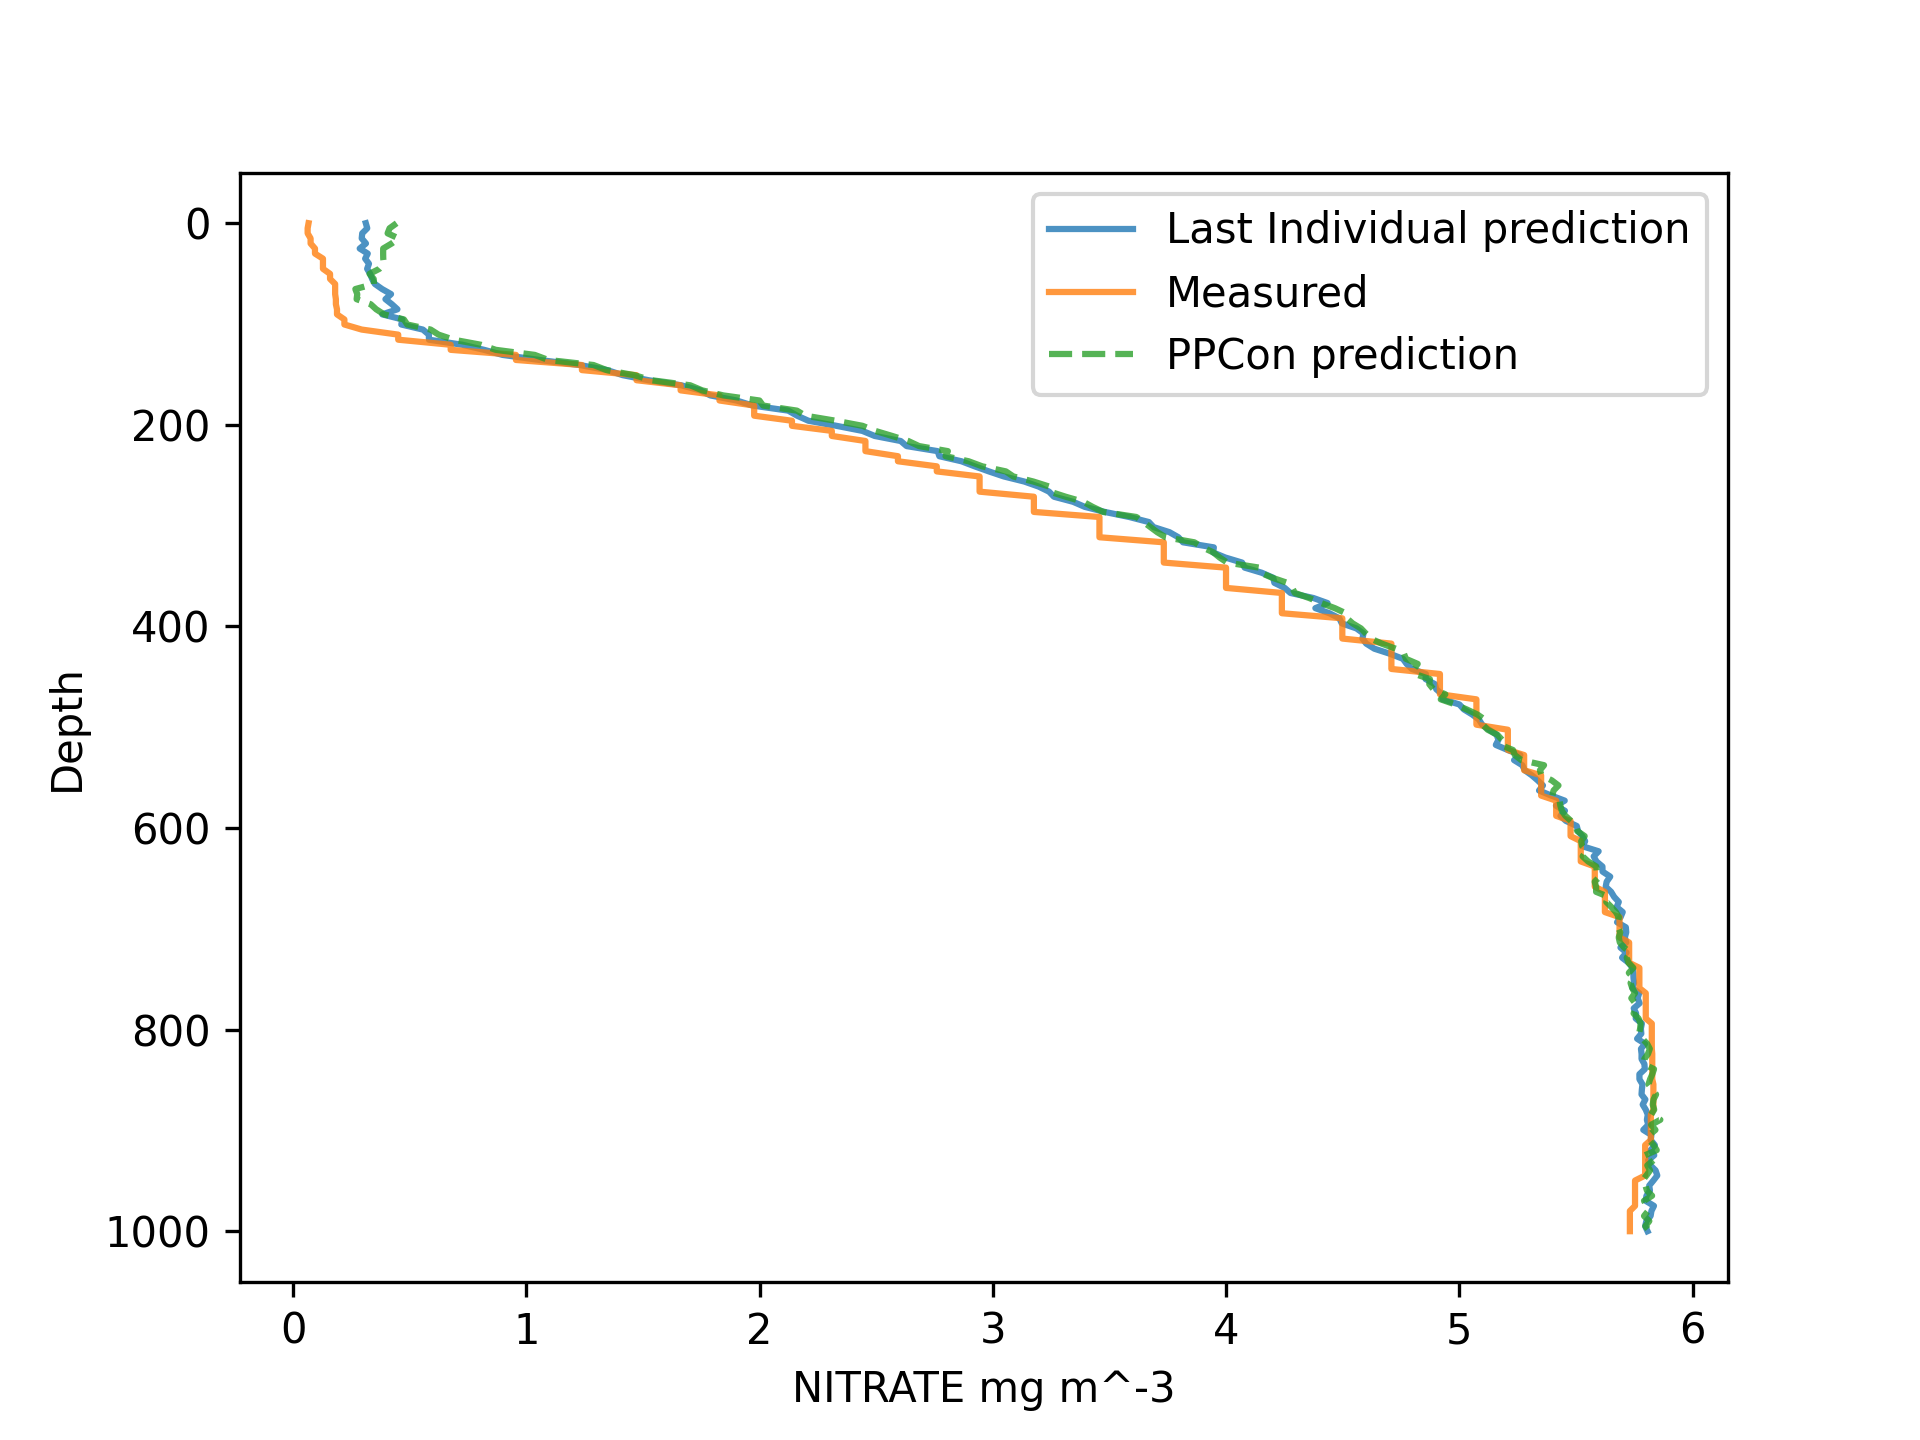 Last Individual prediction
Measured
PPCon prediction
0
200
400
600
800
1000
Depth
0 1 2 3 4 5 6
NITRATE mg m^-3